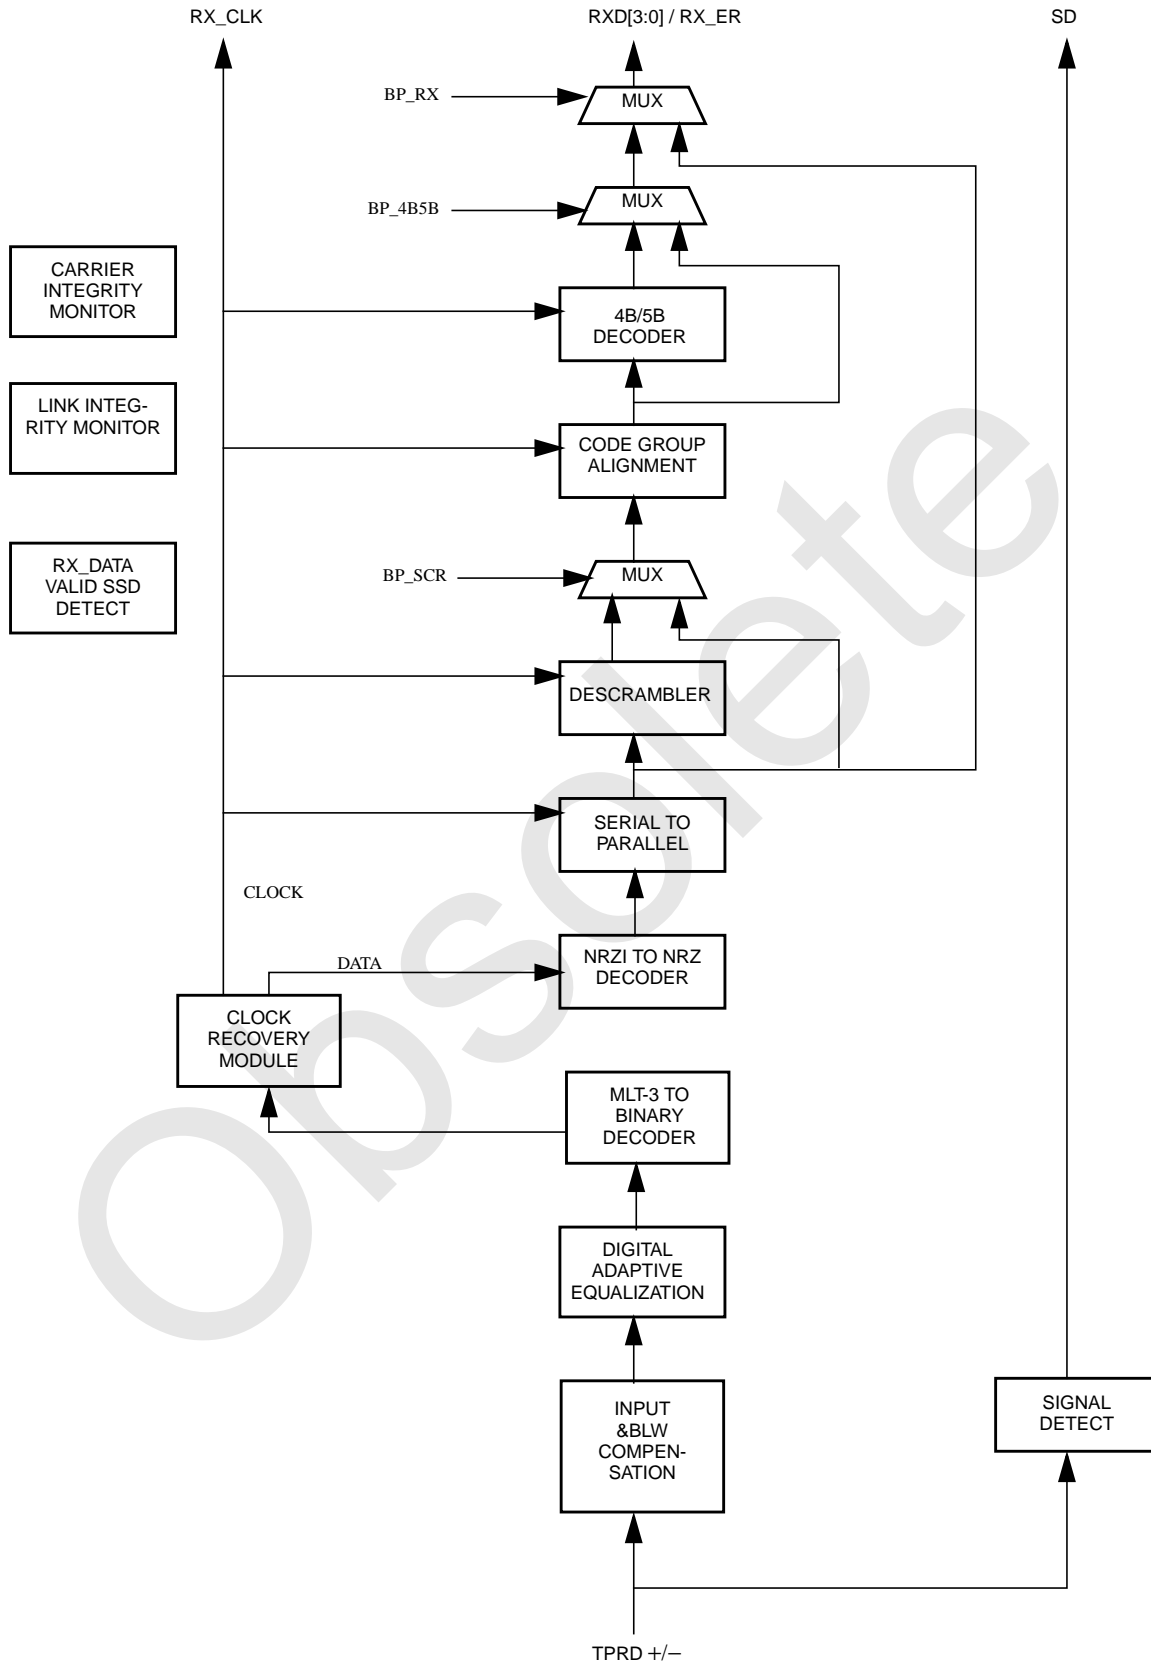 RX_CLK
RXD[3:0] / RX_ER
SD
BP_RX
MUX
BP_4B5B
MUX
CARRIER
INTEGRITY
MONITOR
4B/5B
DECODER
LINK INTEG-
RITY MONITOR
CODE GROUP
ALIGNMENT
RX_DATA
VALID SSD
DETECT
BP_SCR
MUX
DESCRAMBLER
SERIAL TO
PARALLEL
CLOCK
DATA
NRZI TO NRZ
DECODER
CLOCK
RECOVERY
MODULE
MLT-3 TO
BINARY
DECODER
DIGITAL
ADAPTIVE
EQUALIZATION
INPUT
&BLW
COMPEN-
SATION
SIGNAL
DETECT
TPRD +/−
Obsolete